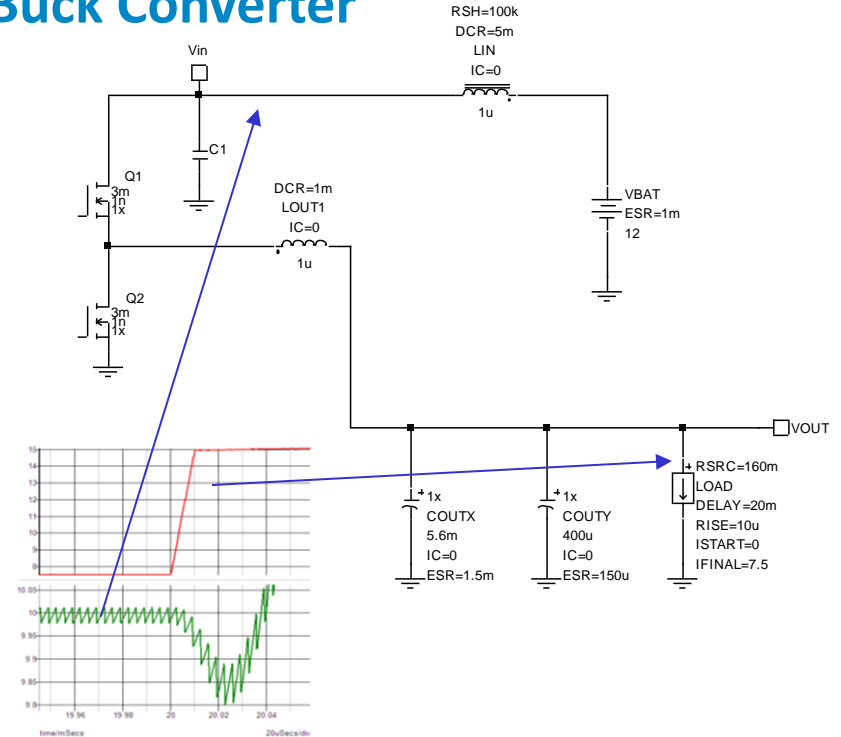 Buck Converter
RSH=100k
DCR=5m
LIN
IC=0
1u
Vin
C1
Q1
3m
1n
1x
DCR=1m
LOUT1
IC=0
1u
VBAT
ESR=1m
12
Q2
3m
1n
1x
VOUT
1x
COUTX
5.6m
IC=0
ESR=1.5m
1x
COUTY
400u
IC=0
ESR=150u
RSRC=160m
LOAD
DELAY=20m
RISE=10u
ISTART=0
IFINAL=7.5
15
14
13
12
11
10
9
8
10.05
10
9.95
9.9
9.85
9.8
19.96 19.98 20 20.02 20.04
time/mSecs 20uSecs/div